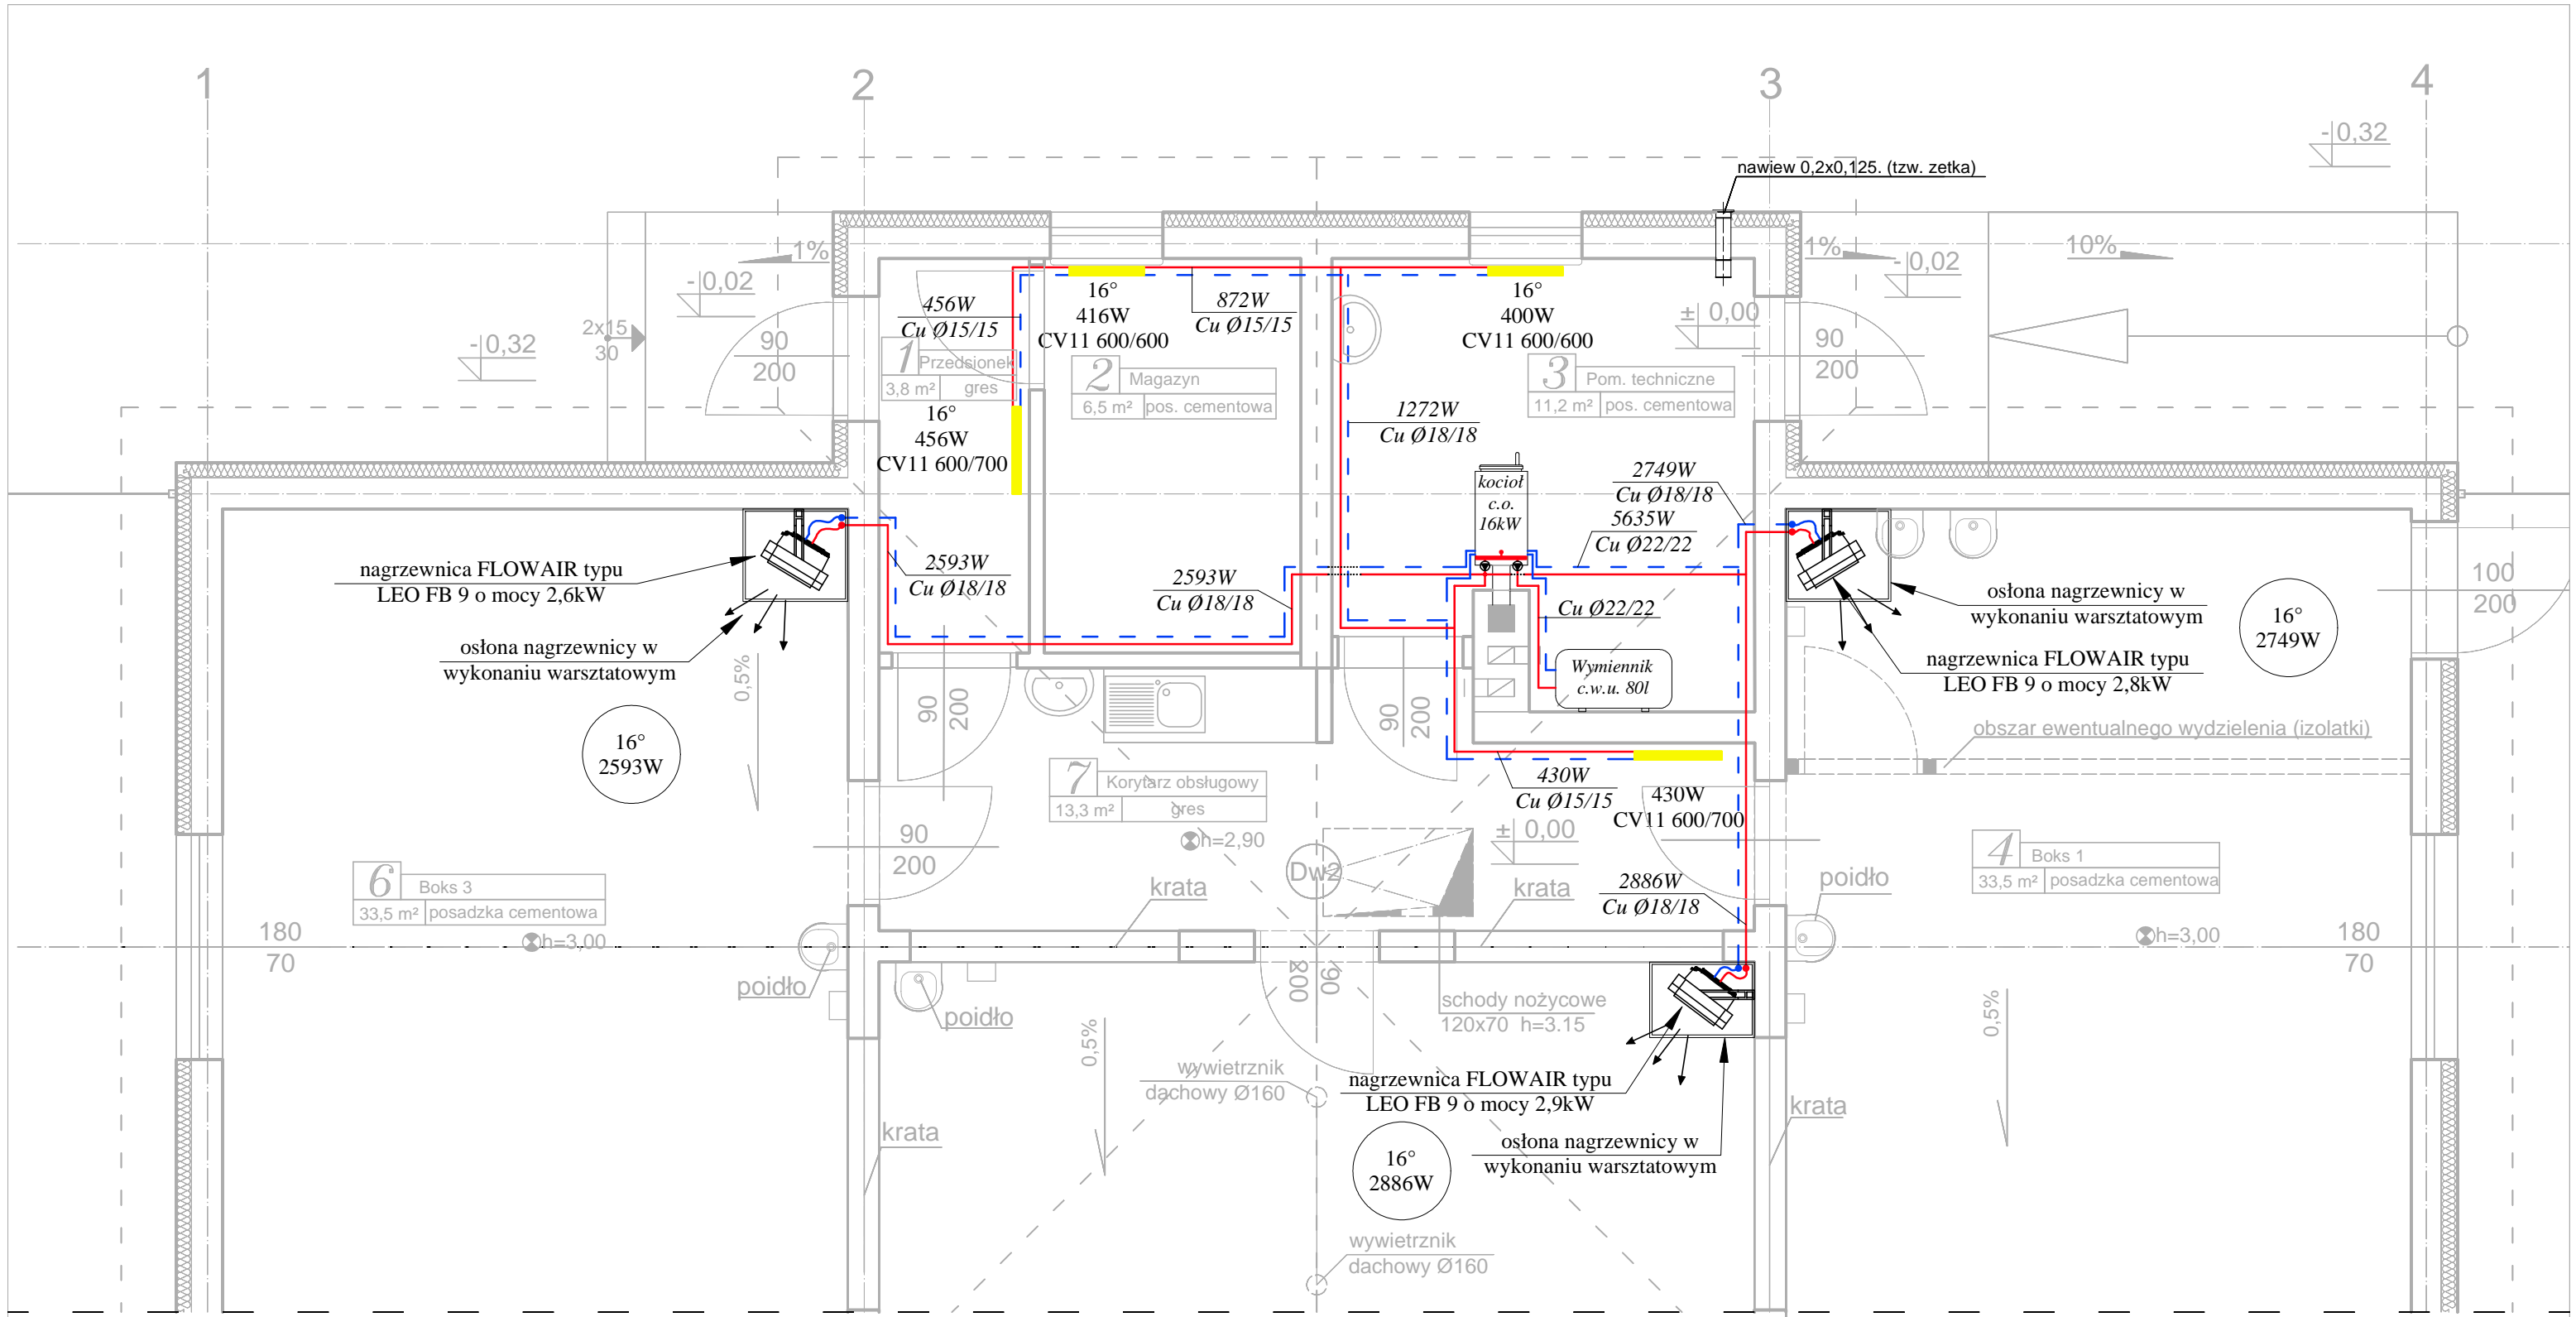 1
2
3
4
-0,32
nawiew 0,2x0,125. (tzw. zetka)
1%
-0,02
2x15
30
-0,32
90
200
456W
Cu Ø15/15
16°
416W
CV11 600/600
872W
Cu Ø15/15
16°
400W
CV11 600/600
± 0,00
1%
-0,02
10%
90
200
1 Przedsionek
3,8 m² gres
2 Magazyn
6,5 m² pos. cementowa
3 Pom. techniczne
11,2 m² pos. cementowa
16°
456W
CV11 600/700
1272W
Cu Ø18/18
kocioł
c.o.
16kW
2749W
Cu Ø18/18
5635W
Cu Ø22/22
nagrzewnica FLOWAIR typu
LEO FB 9 o mocy 2,6kW
osłona nagrzewnicy w
wykonaniu warsztatowym
0,5%
16°
2593W
2593W
Cu Ø18/18
2593W
Cu Ø18/18
Cu Ø22/22
Wymiennik
c.w.u. 80l
osłona nagrzewnicy w
wykonaniu warsztatowym
nagrzewnica FLOWAIR typu
LEO FB 9 o mocy 2,8kW
16°
2749W
100
200
90
200
90
200
obszar ewentualnego wydzielenia (izolatki)
7 Korytarz obsługowy
13,3 m² gres
h=2,90
430W
Cu Ø15/15
430W
CV11 600/700
± 0,00
90
200
Dw2
krata
krata
2886W
Cu Ø18/18
poidło
4 Boks 1
33,5 m² posadzka cementowa
h=3,00
180
70
6 Boks 3
33,5 m² posadzka cementowa
h=3,00
180
70
poidło
poidło
90
200
schody nożycowe
120x70 h=3.15
0,5%
0,5%
wywietrznik
dachowy Ø160
nagrzewnica FLOWAIR typu
LEO FB 9 o mocy 2,9kW
krata
krata
16°
2886W
osłona nagrzewnicy w
wykonaniu warsztatowym
wywietrznik
dachowy Ø160